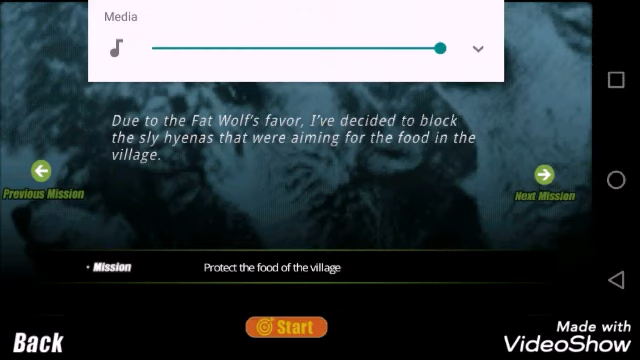 Media
Due to the Fat Wolf's favor, I've decided to block
the sly hyenas that were aiming for the food in the
village.
Previous Mission
Next Mission
• Mission Protect the food of the village
Start
Back
Made with
VideoShow